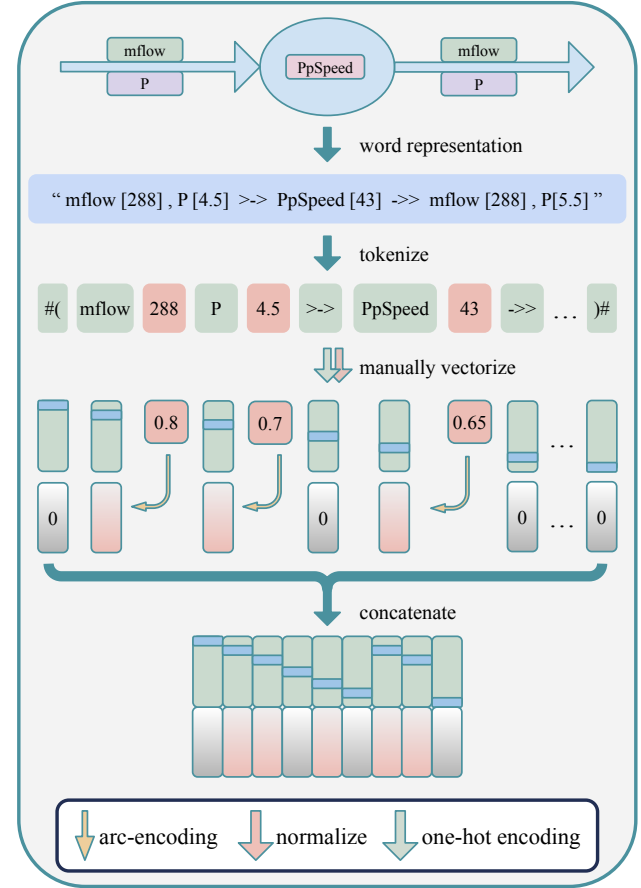 mflow mflow
PpSpeed
P P
word representation
“ mflow [288] , P [4.5] >-> PpSpeed [43] ->> mflow [288] , P[5.5] ”
tokenize
#( mflow 288 P 4.5 >-> PpSpeed 43 ->> ... )#
manually vectorize
0.8 0.7 0.65 ...
0 0 0 ... 0
concatenate
arc-encoding normalize one-hot encoding